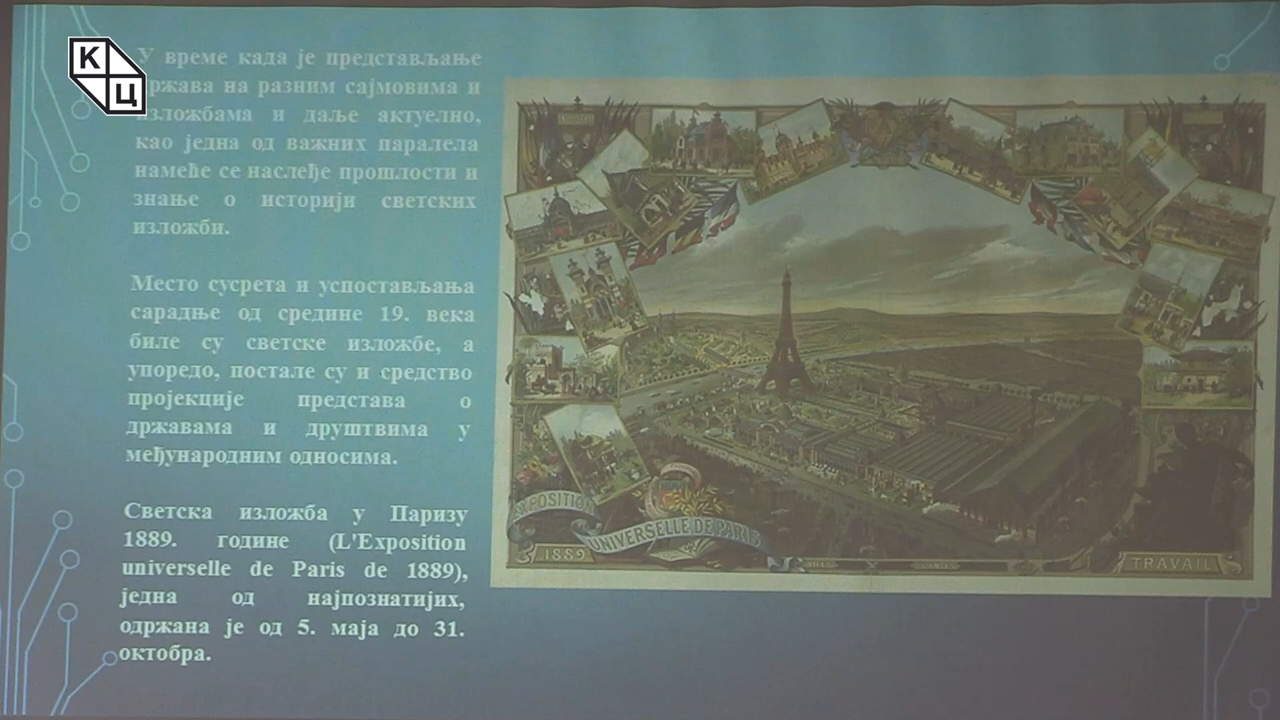 К
Ц
У време када је представљање
држава на разним сајмовима и
изложбама и даље актуелно,
као једна од важних паралела
намеће се наслеђе прошлости и
знање о историји светских
изложби.
Место сусрета и успостављања
сарадње од средине 19. века
биле су светске изложбе, а
упоредо, постале су и средство
пројекције представа о
државама и друштвима у
међународним односима.
Светска изложба у Паризу
1889. године (L'Exposition
universelle de Paris de 1889),
једна од најпознатијих,
одржана је од 5. маја до 31.
октобра.
EXPOSITION
UNIVERSELLE DE PARIS
1889
TRAVAIL